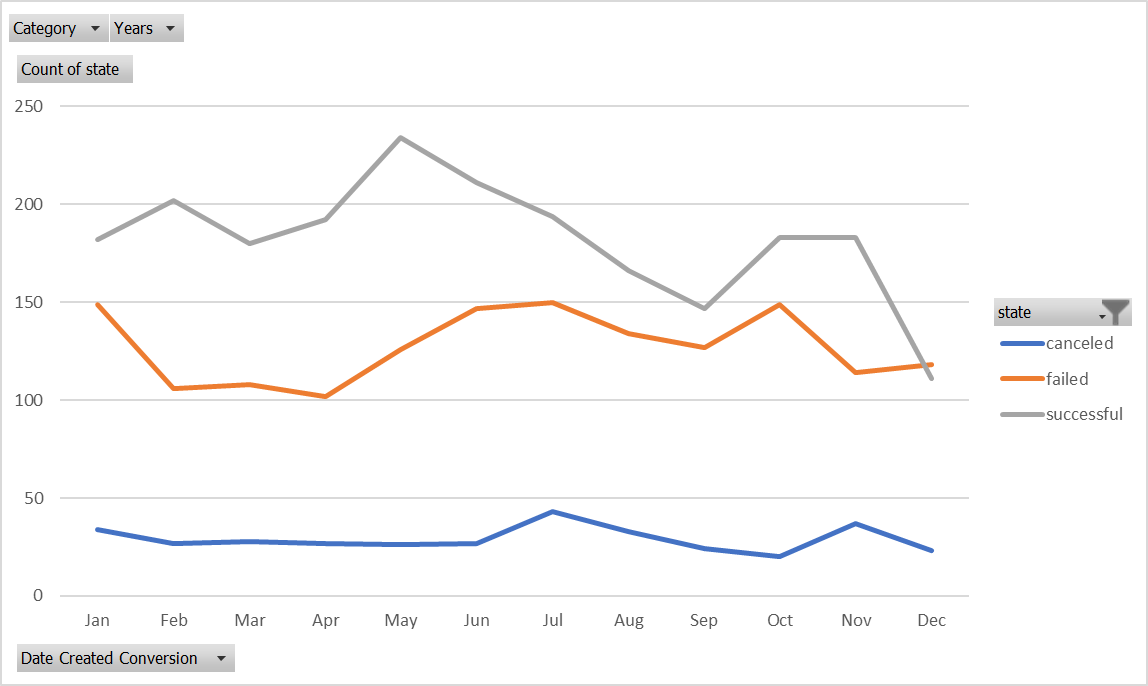 Category Years
Count of state
250
200
150
100
50
0
Jan Feb Mar Apr May Jun Jul Aug Sep Oct Nov Dec
state
canceled
failed
successful
Date Created Conversion